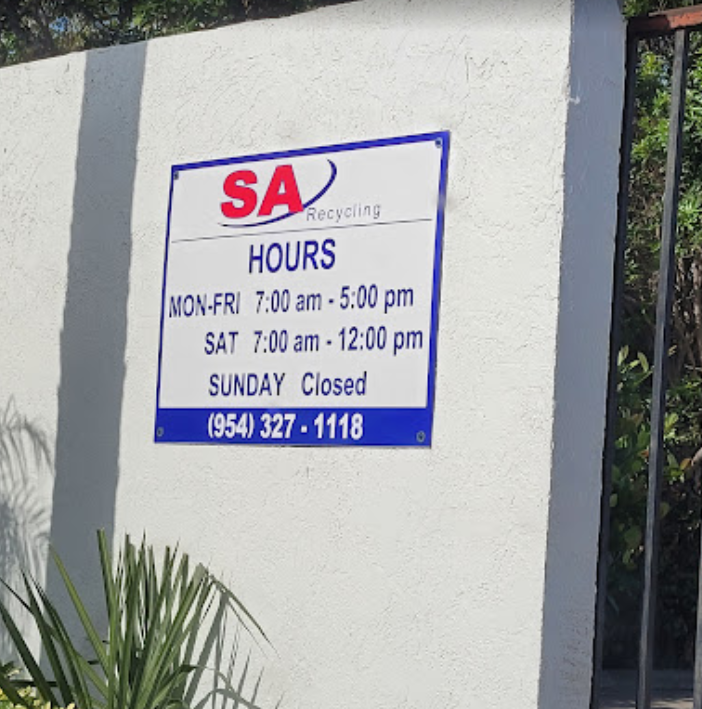 SA
Recycling
HOURS
MON-FRI 7:00 am - 5:00 pm
SAT 7:00 am - 12:00 pm
SUNDAY Closed
(954) 327 - 1118